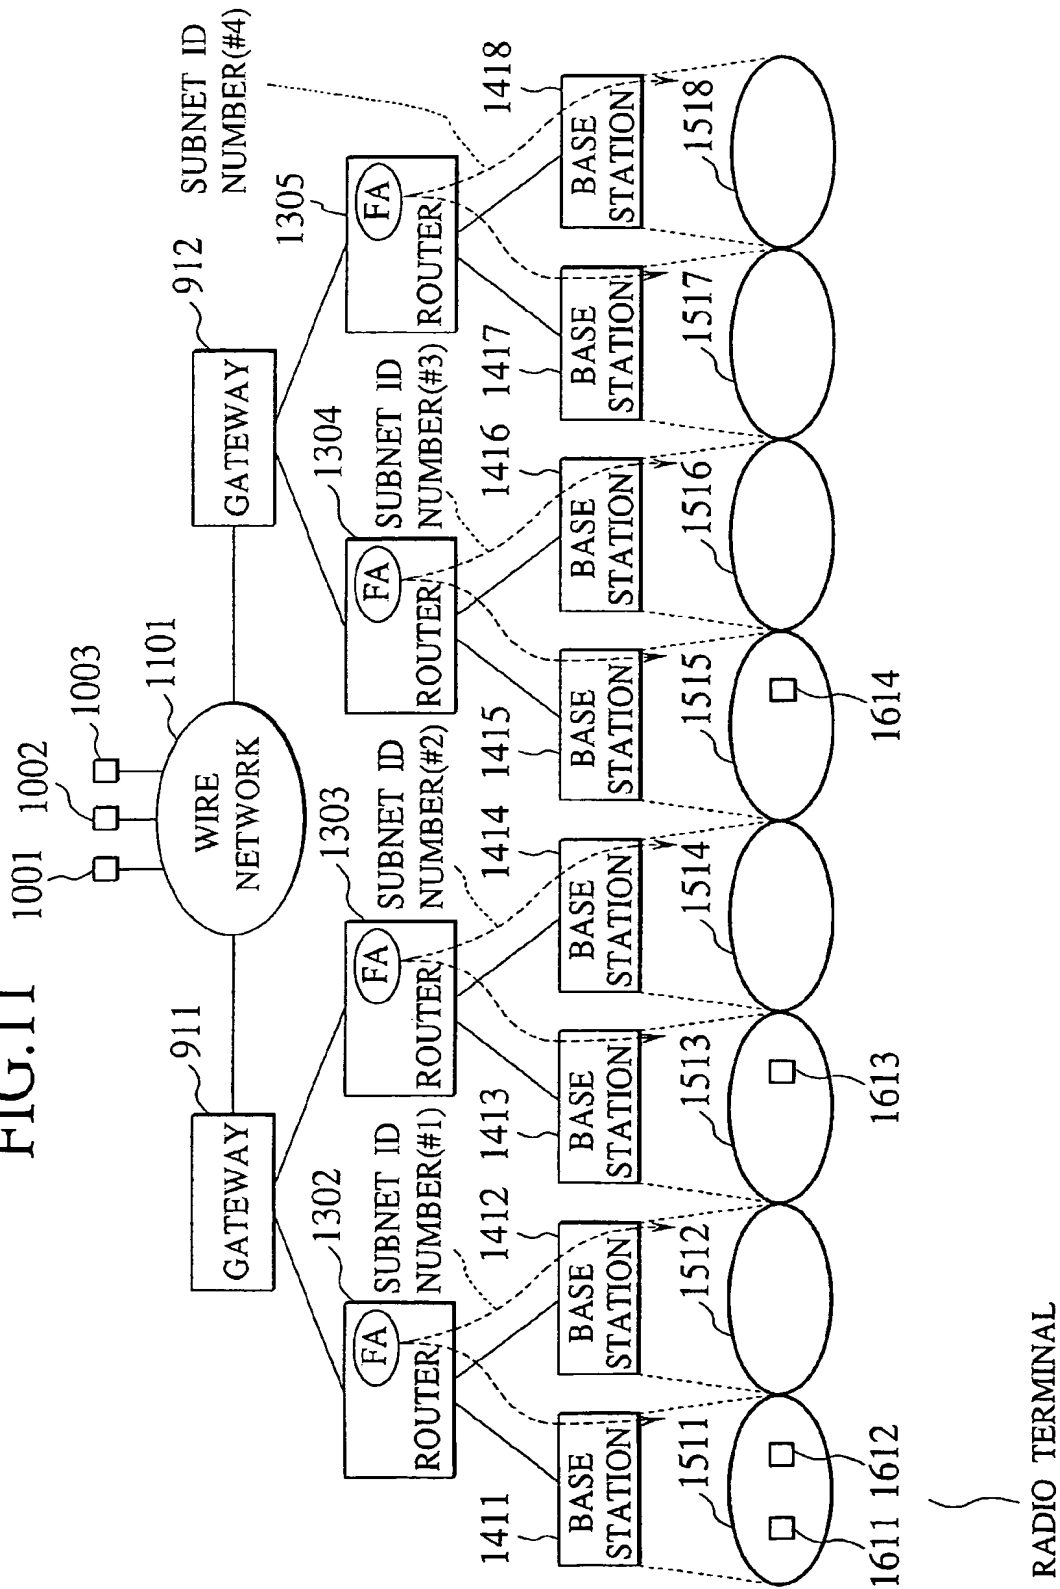 FIG.11
1001
1002
1003
1101
WIRE
NETWORK
911
GATEWAY
912
GATEWAY
1302
FA
ROUTER
SUBNET ID
NUMBER(#1)
1303
FA
ROUTER
SUBNET ID
NUMBER(#2)
1304
FA
ROUTER
SUBNET ID
NUMBER(#3)
1305
FA
ROUTER
SUBNET ID
NUMBER(#4)
1411
BASE
STATION
1412
BASE
STATION
1413
BASE
STATION
1414
BASE
STATION
1415
BASE
STATION
1416
BASE
STATION
1417
BASE
STATION
1418
BASE
STATION
1511
1512
1513
1514
1515
1516
1517
1518
1611
1612
1613
1614
RADIO TERMINAL